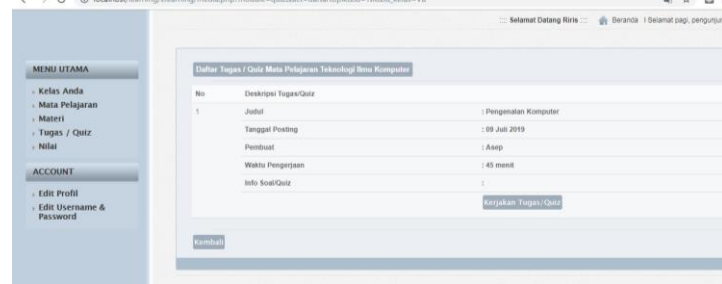 ::: Selamat Datang Riris ::: Beranda | Selamat pagi, pengunjun
MENU UTAMA
Kelas Anda
Mata Pelajaran
Materi
Tugas / Quiz
Nilai
ACCOUNT
Edit Profil
Edit Username &
Password
Daftar Tugas / Quiz Mata Pelajaran Teknologi Ilmu Komputer
No Deskripsi Tugas/Quiz
1 Judul : Pengenalan Komputer
Tanggal Posting : 09 Juli 2019
Pembuat : Asep
Waktu Pengerjaan : 45 menit
Info Soal/Quiz :
Kerjakan Tugas/Quiz
Kembali